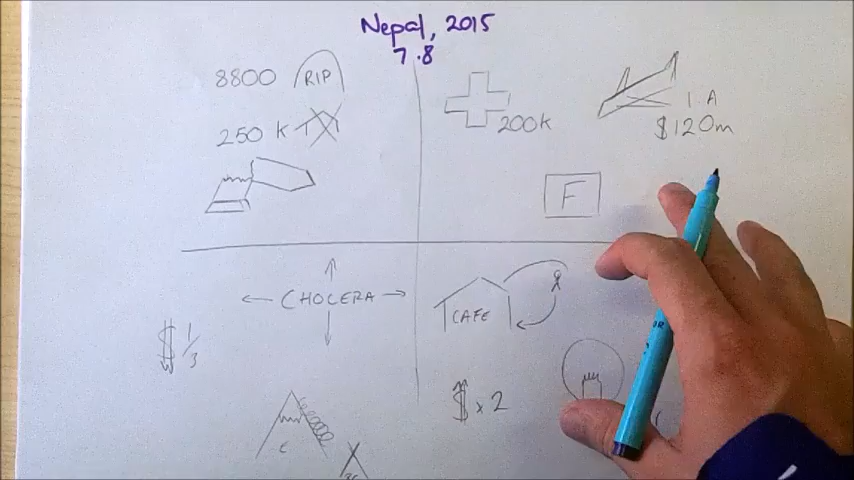 Nepal, 2015
7.8
8800 RIP
250 K
200K
1 A
$120m
F
CHOLERA
$ 1/3
CAFE
$ x 2